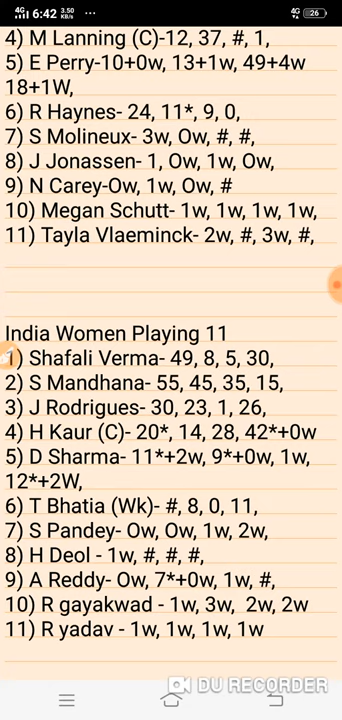 4G 6:42 3.50 KB/s ... 4G 26
4) M Lanning (C)-12, 37, #, 1,
5) E Perry-10+0w, 13+1w, 49+4w
18+1W,
6) R Haynes- 24, 11*, 9, 0,
7) S Molineux- 3w, Ow, #, #,
8) J Jonassen- 1, Ow, 1w, Ow,
9) N Carey-Ow, 1w, Ow, #
10) Megan Schutt- 1w, 1w, 1w, 1w,
11) Tayla Vlaeminck- 2w, #, 3w, #,
India Women Playing 11
1) Shafali Verma- 49, 8, 5, 30,
2) S Mandhana- 55, 45, 35, 15,
3) J Rodrigues- 30, 23, 1, 26,
4) H Kaur (C)- 20*, 14, 28, 42*+0w
5) D Sharma- 11*+2w, 9*+0w, 1w,
12*+2W,
6) T Bhatia (Wk)- #, 8, 0, 11,
7) S Pandey- Ow, Ow, 1w, 2w,
8) H Deol - 1w, #, #, #,
9) A Reddy- Ow, 7*+0w, 1w, #,
10) R gayakwad - 1w, 3w, 2w, 2w
11) R yadav - 1w, 1w, 1w, 1w
DU RECORDER